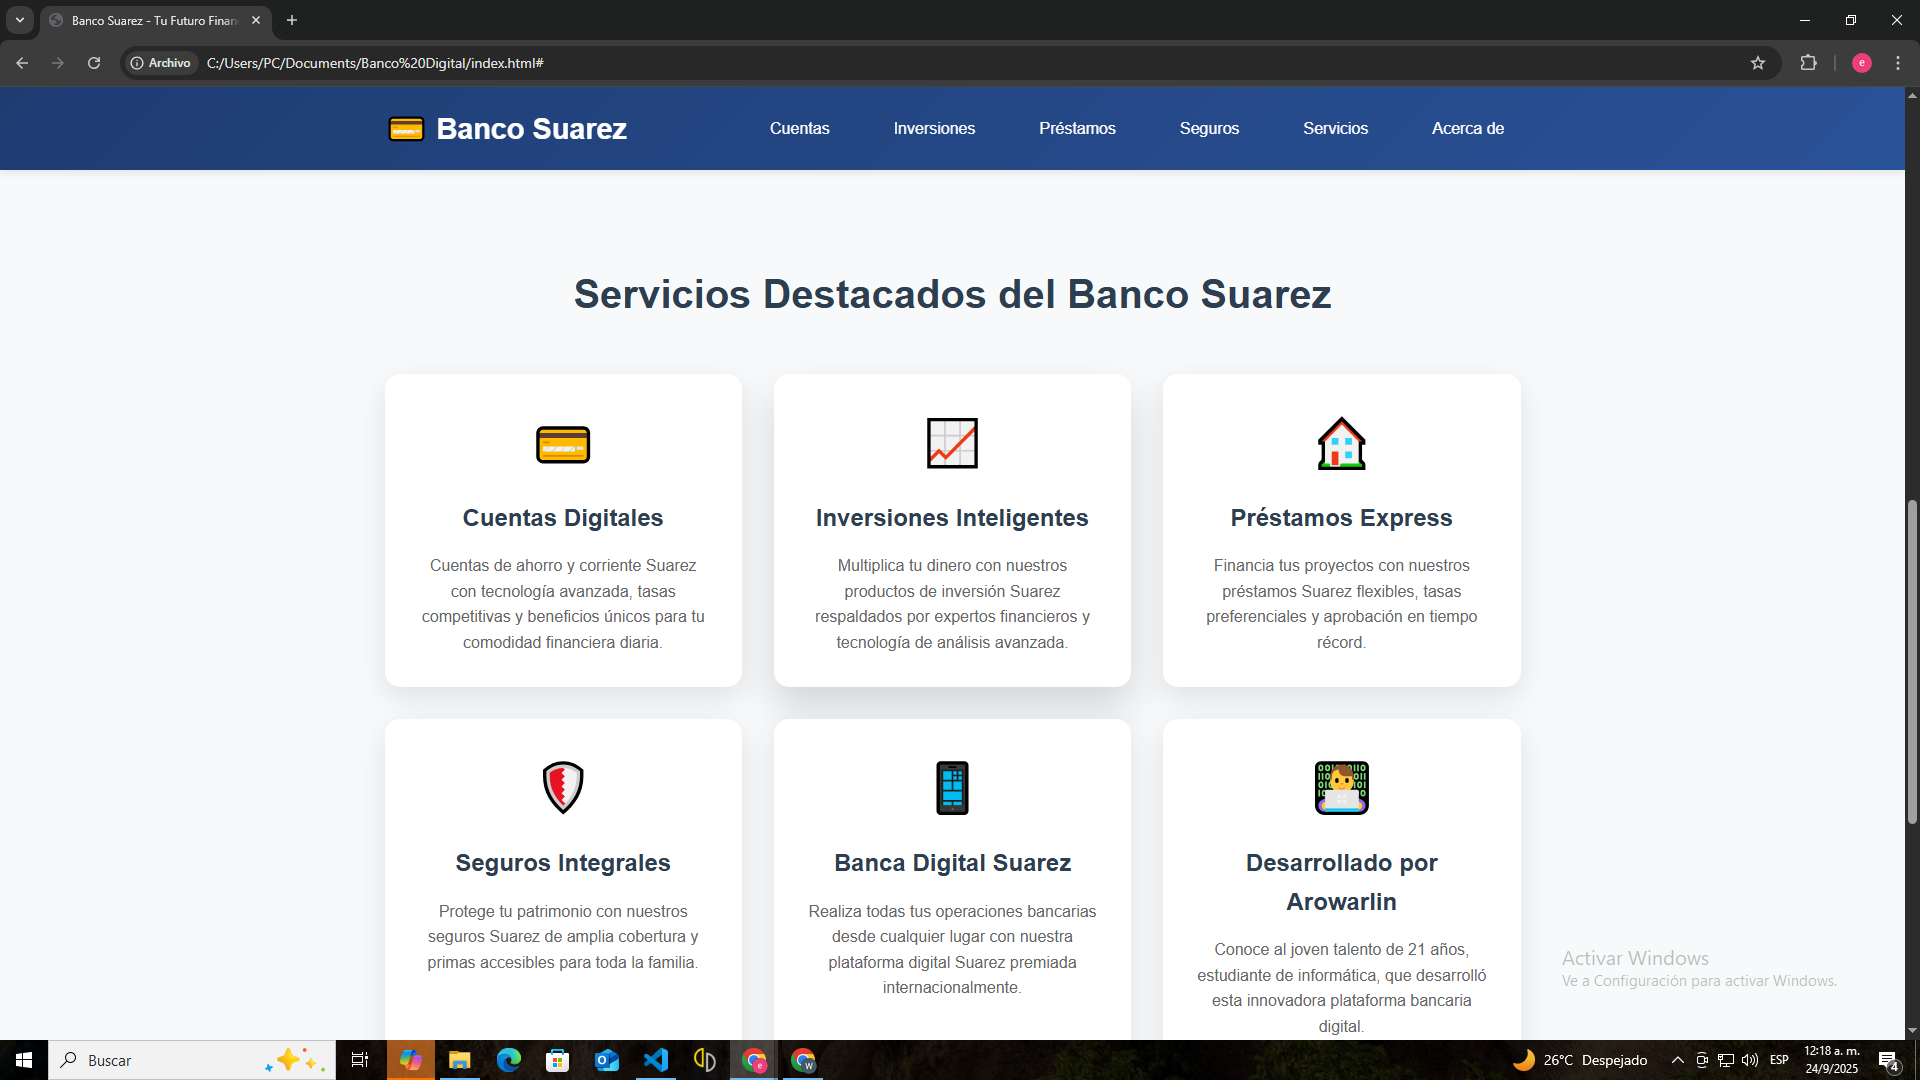 Banco Suarez - Tu Futuro Finan
Archivo
C:/Users/PC/Documents/Banco%20Digital/index.html#
e
Banco Suarez
Cuentas
Inversiones
Préstamos
Seguros
Servicios
Acerca de
Servicios Destacados del Banco Suarez
Cuentas Digitales
Cuentas de ahorro y corriente Suarez
con tecnología avanzada, tasas
competitivas y beneficios únicos para tu
comodidad financiera diaria.
Inversiones Inteligentes
Multiplica tu dinero con nuestros
productos de inversión Suarez
respaldados por expertos financieros y
tecnología de análisis avanzada.
Préstamos Express
Financia tus proyectos con nuestros
préstamos Suarez flexibles, tasas
preferenciales y aprobación en tiempo
récord.
Seguros Integrales
Protege tu patrimonio con nuestros
seguros Suarez de amplia cobertura y
primas accesibles para toda la familia.
Banca Digital Suarez
Realiza todas tus operaciones bancarias
desde cualquier lugar con nuestra
plataforma digital Suarez premiada
internacionalmente.
Desarrollado por
Arowarlin
Conoce al joven talento de 21 años,
estudiante de informática, que desarrolló
esta innovadora plataforma bancaria
digital.
Activar Windows
Ve a Configuración para activar Windows.
Buscar
26°C Despejado
ESP
12:18 a. m.
24/9/2025
4